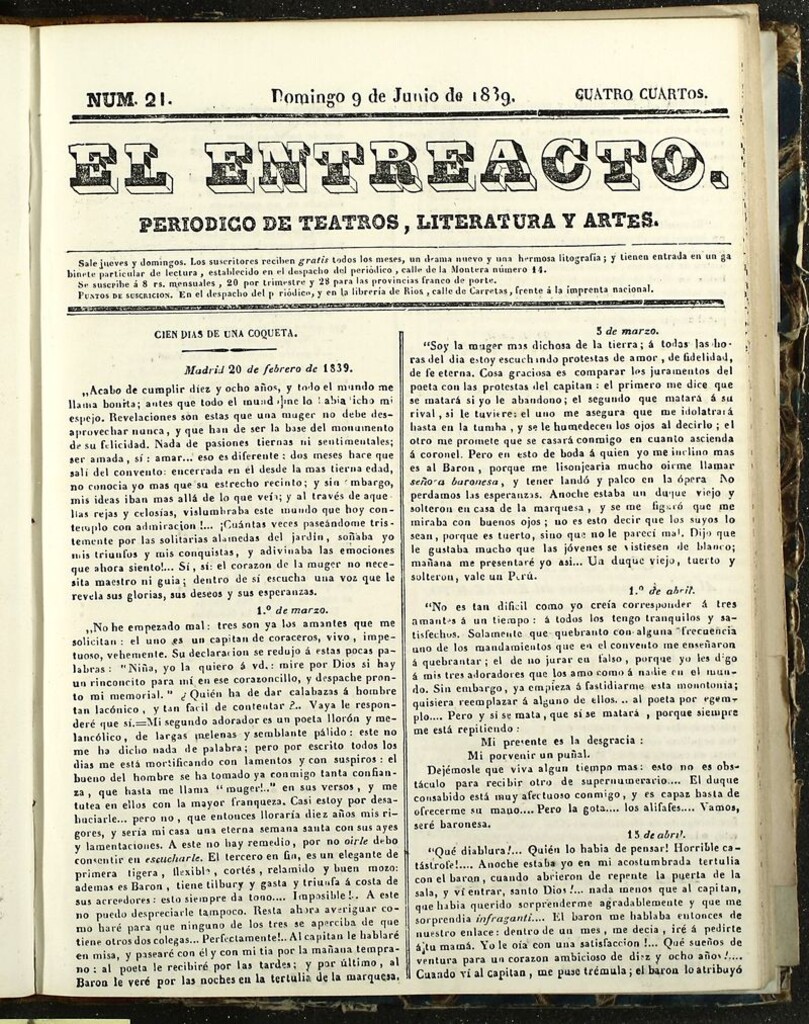 NUM. 21.
Domingo 9 de Junio de 1839.
CUATRO CUARTOS.
EL ENTREACTO.
PERIODICO DE TEATROS, LITERATURA Y ARTES.
Sale jueves y domingos. Los suscritores reciben gratis todos los meses, un drama nuevo y una hermosa litografia; y tienen entrada en un ga
binete particular de lectura, establecido en el despacho del periódico, calle de la Montera número 14.
Se suscribe á 8 rs. mensuales, 20 por trimestre y 28 para las provincias franco de porte.
PUNTOS DE SUSCRICION. En el despacho del p riódico, y en la librería de Rios, calle de Carretas, frente á la imprenta nacional.
CIEN DIAS DE UNA COQUETA.
Madrid 20 de febrero de 1839.
„Acabo de cumplir diez y ocho años, y todo el mundo me
llama bonita; antes que todo el mund me lo abia icho mi
espejo. Revelaciones son estas que una muger no debe des-
aprovechar nunca, y que han de ser la base del monumento
de su felicidad. Nada de pasiones tiernas ni sentimentales;
ser amada, sí: amar... eso es diferente: dos meses hace que
salí del convento: encerrada en él desde la mas tierna edad,
no conocia yo mas que su estrecho recinto; y sin mbargo,
mis ideas iban mas allá de lo que veía; y al través de aque
llas rejas y celosías, vislumbraba este mundo que hoy con-
templo con admiracion!... ¡Cuántas veces paseándome tris-
temente por las solitarias alamedas del jardin, soñaba yo
mis triunfos y mis conquistas, y adivinaba las emociones
que ahora siento!... Sí, sí: el corazon de la muger no nece-
sita maestro ni guia; dentro de sí escucha una voz que le
revela sus glorias, sus deseos y sus esperanzas.
1.º de marzo.
„No he empezado mal: tres son ya los amantes que me
solicitan: el uno es un capitan de coraceros, vivo, impe-
tuoso, vehemente. Su declaracion se redujo á estas pocas pa-
labras: "Niña, yo la quiero á vd.: mire por Dios si hay
un rinconcito para mí en ese corazoncillo, y despache pron-
to mi memorial." ¿Quién ha de dar calabazas á hombre
tan lacónico, y tan facil de contentar?.. Vaya le respon-
deré que sí.=Mi segundo adorador es un poeta lloron y me-
lancólico, de largas melenas y semblante pálido: este no
me ha dicho nada de palabra; pero por escrito todos los
dias me está mortificando con lamentos y con suspiros: el
bueno del hombre se ha tomado ya conmigo tanta confian-
za, que hasta me llama "muger!.." en sus versos, y me
tutea en ellos con la mayor franqueza. Casi estoy por desa-
huciarle... pero no, que entonces lloraría diez años mis ri-
gores, y sería mi casa una eterna semana santa con sus ayes
y lamentaciones. A este no hay remedio, por no oirle debo
consentir en escucharle. El tercero en fin, es un elegante de
primera tigera, flexible, cortés, relamido y buen mozo:
ademas es Baron, tiene tilbury y gasta y triunfa á costa de
sus acreedores: esto siempre da tono.... Imposible!.. A este
no puedo despreciarle tampoco. Resta ahora averiguar co-
mo haré para que ninguno de los tres se aperciba de que
tiene otros dos colegas... Perfectamente!.. Al capitan le hablaré
en misa, y pasearé con él y con mi tia por la mañana tempra-
no: al poeta le recibiré por las tardes; y por último, al
Baron le veré por las noches en la tertulia de la marquesa.
5 de marzo.
"Soy la muger mas dichosa de la tierra; á todas las ho-
ras del dia estoy escuchando protestas de amor, de fidelidad,
de fe eterna. Cosa graciosa es comparar los juramentos del
poeta con las protestas del capitan: el primero me dice que
se matará si yo le abandono; el segundo que matará á su
rival, si le tuviere: el uno me asegura que me idolatrará
hasta en la tumba, y se le humedecen los ojos al decirlo; el
otro me promete que se casará conmigo en cuanto ascienda
á coronel. Pero en esto de boda á quien yo me inclino mas
es al Baron, porque me lisonjearia mucho oirme llamar
señora baronesa, y tener landó y palco en la ópera No
perdamos las esperanzas. Anoche estaba un duque viejo y
solteron en casa de la marquesa, y se me figuró que me
miraba con buenos ojos; no es esto decir que los suyos lo
sean, porque es tuerto, sino que no le parecí mal. Dijo que
le gustaba mucho que las jóvenes se vistiesen de blanco;
mañana me presentaré yo asi... Un duque viejo, tuerto y
solteron, vale un Perú.
1.º de abril.
"No es tan dificil como yo creía corresponder á tres
amantes á un tiempo: á todos los tengo tranquilos y sa-
tisfechos. Solamente que quebranto con alguna frecuencia
uno de los mandamientos que en el convento me enseñaron
á quebrantar; el de no jurar en falso, porque yo les digo
á mis tres adoradores que los amo como á nadie en el mun-
do. Sin embargo, ya empieza á fastidiarme esta monotonía;
quisiera reemplazar á alguno de ellos... al poeta por egem-
plo.... Pero y si se mata, que si se matará, porque siempre
me está repitiendo:
Mi presente es la desgracia:
Mi porvenir un puñal.
Dejémosle que viva algun tiempo mas: esto no es obs-
táculo para recibir otro de supernumerario.... El duque
consabido está muy afectuoso conmigo, y es capaz hasta de
ofrecerme su mano.... Pero la gota.... los alifafes.... Vamos,
seré baronesa.
15 de abril.
"Qué diablura!... Quién lo habia de pensar! Horrible ca-
tástrofe!.... Anoche estaba yo en mi acostumbrada tertulia
con el baron, cuando abrieron de repente la puerta de la
sala, y ví entrar, santo Dios!... nada menos que al capitan,
que habia querido sorprenderme agradablemente y que me
sorprendia infraganti.... El baron me hablaba entonces de
nuestro enlace: dentro de un mes, me decia, iré á pedirte
á tu mamá. Yo le oía con una satisfaccion!... Qué sueños de
ventura para un corazon ambicioso de diez y ocho años!....
Cuando ví al capitan, me puse trémula; el baron lo atribuyó